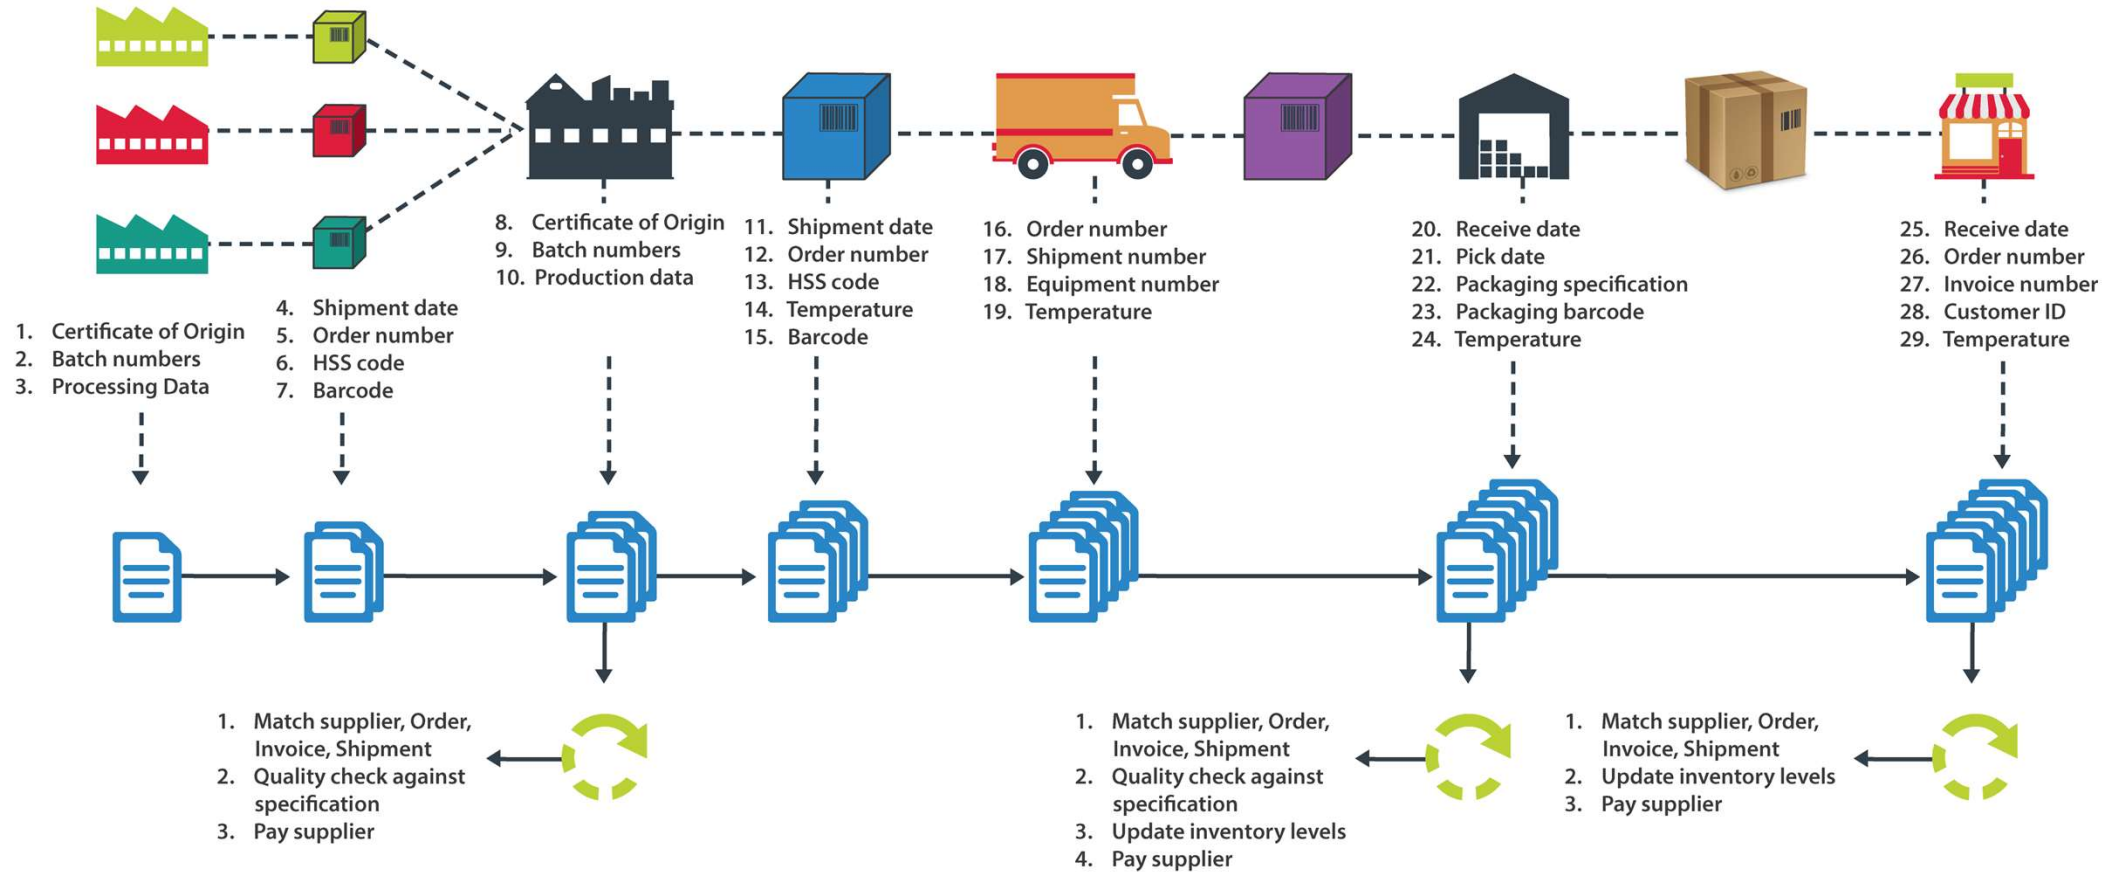 1. Certificate of Origin
2. Batch numbers
3. Processing Data
4. Shipment date
5. Order number
6. HSS code
7. Barcode
8. Certificate of Origin
9. Batch numbers
10. Production data
11. Shipment date
12. Order number
13. HSS code
14. Temperature
15. Barcode
16. Order number
17. Shipment number
18. Equipment number
19. Temperature
20. Receive date
21. Pick date
22. Packaging specification
23. Packaging barcode
24. Temperature
25. Receive date
26. Order number
27. Invoice number
28. Customer ID
29. Temperature
1. Match supplier, Order,
Invoice, Shipment
2. Quality check against
specification
3. Pay supplier
1. Match supplier, Order,
Invoice, Shipment
2. Quality check against
specification
3. Update inventory levels
4. Pay supplier
1. Match supplier, Order,
Invoice, Shipment
2. Update inventory levels
3. Pay supplier